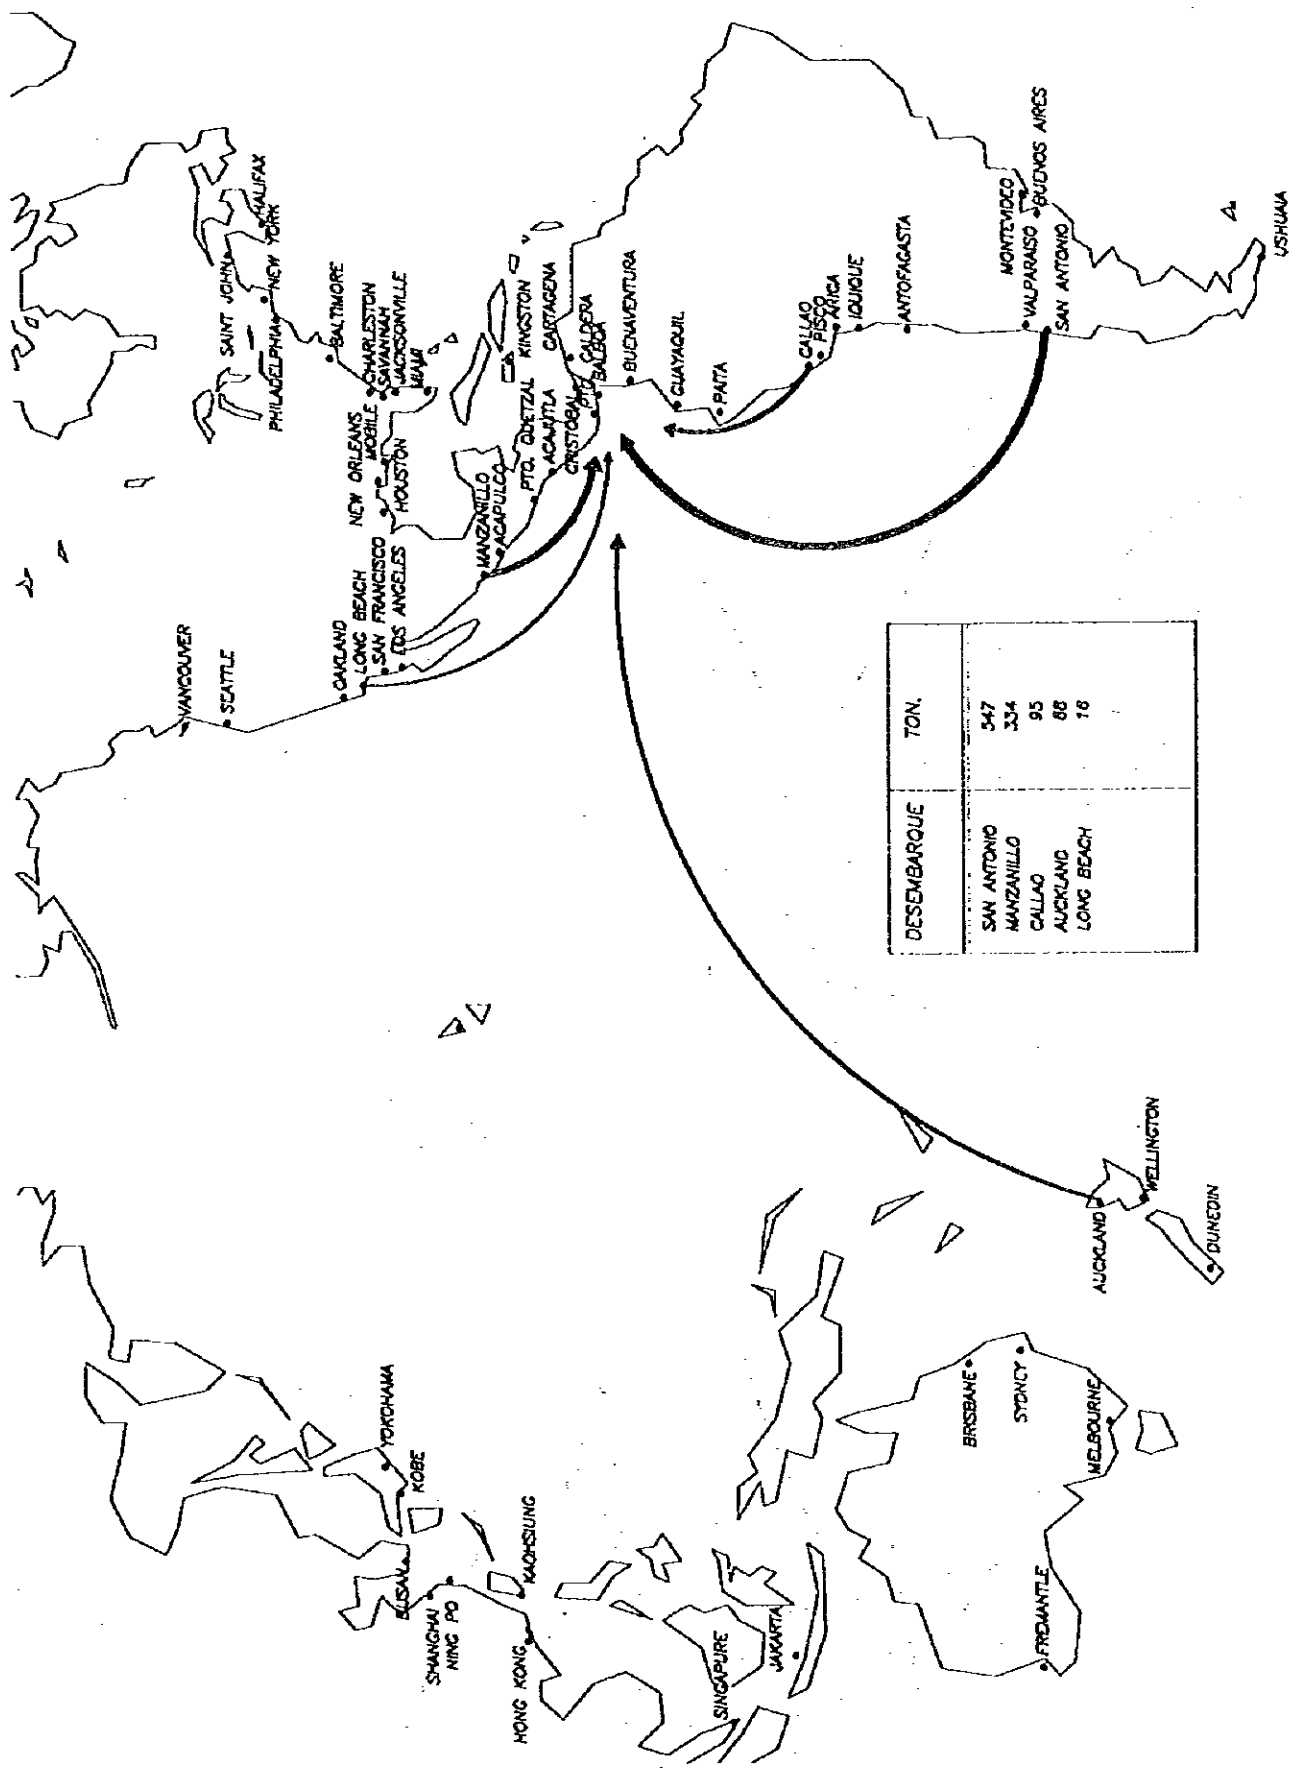 VANCOUVER
SEATTLE
OAKLAND
LONG BEACH
SAN FRANCISCO
LOS ANGELES
SAINT JOHN
HALIFAX
NEW YORK
PHILADELPHIA
BALTIMORE
CHARLESTON
SAVANNAH
JACKSONVILLE
MIAMI
NEW ORLEANS
MOBILE
HOUSTON
MANZANILLO
ACAPULCO
PTO. QUETZAL
ACAJUTLA
KINGSTON
CARTAGENA
CRISTOBAL
PTO. CALDERA
BALBOA
BUENAVENTURA
GUAYAQUIL
PAITA
CALLAO
PISCO
ARICA
IQUIQUE
ANTOFAGASTA
MONTEVIDEO
VALPARAISO
BUENOS AIRES
SAN ANTONIO
USHUAIA
YOKOHAMA
KOBE
BUSAN
SHANGHAI
NING PO
KAOHSIUNG
HONG KONG
SINGAPURE
JAKARTA
BRISBANE
SYDNEY
MELBOURNE
FREMANTLE
AUCKLAND
WELLINGTON
DUNEDIN
DESEMBARQUE TON.
SAN ANTONIO 547
MANZANILLO 334
CALLAO 95
AUCKLAND
LONG BEACH